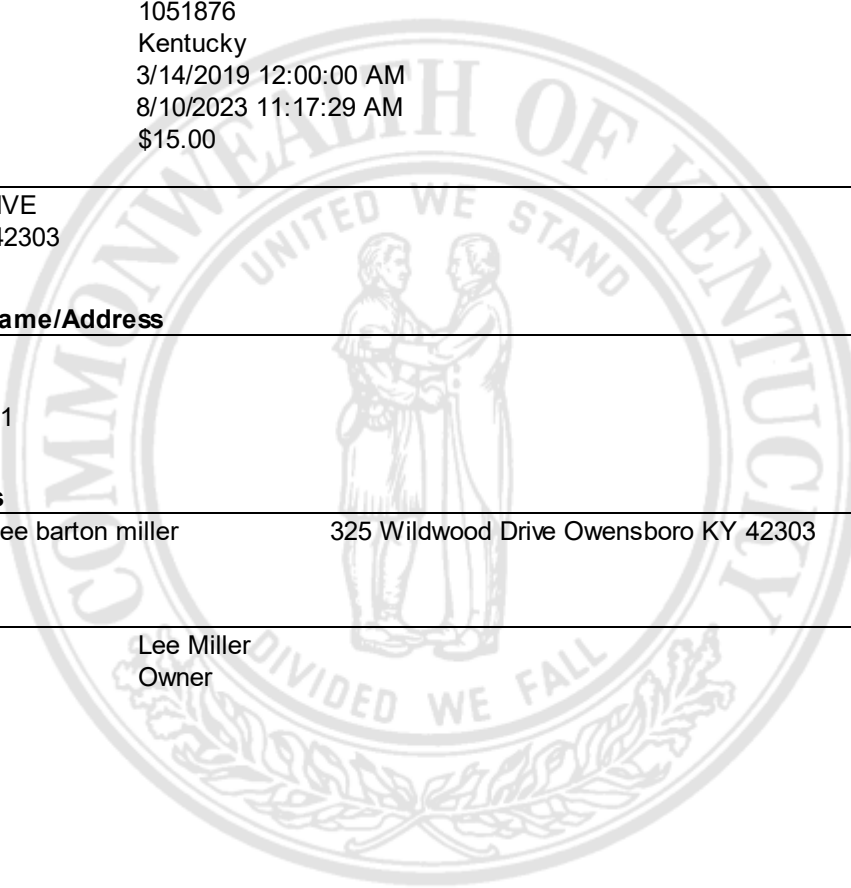 1051876
Kentucky
3/14/2019 12:00:00 AM
8/10/2023 11:17:29 AM
$15.00
IVE
42303
ame/Address
1
s
ee barton miller 325 Wildwood Drive Owensboro KY 42303
Lee Miller
Owner
COMMONWEALTH OF KENTUCKY
UNITED WE STAND
DIVIDED WE FALL